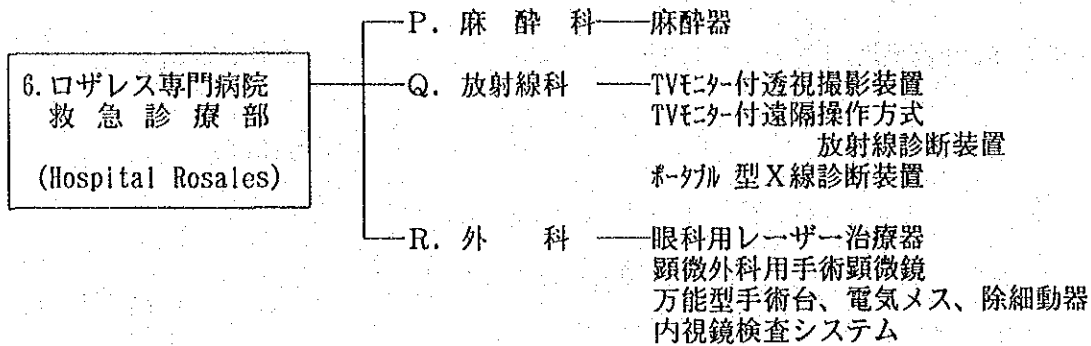 6. ロザレス専門病院
救急診療部
(Hospital Rosales)
P. 麻酔科 麻酔器
Q. 放射線科 TVモニター付透視撮影装置
TVモニター付遠隔操作方式
放射線診断装置
ポータブル型X線診断装置
R. 外科 眼科用レーザー治療器
顕微外科用手術顕微鏡
万能型手術台、電気メス、除細動器
内視鏡検査システム